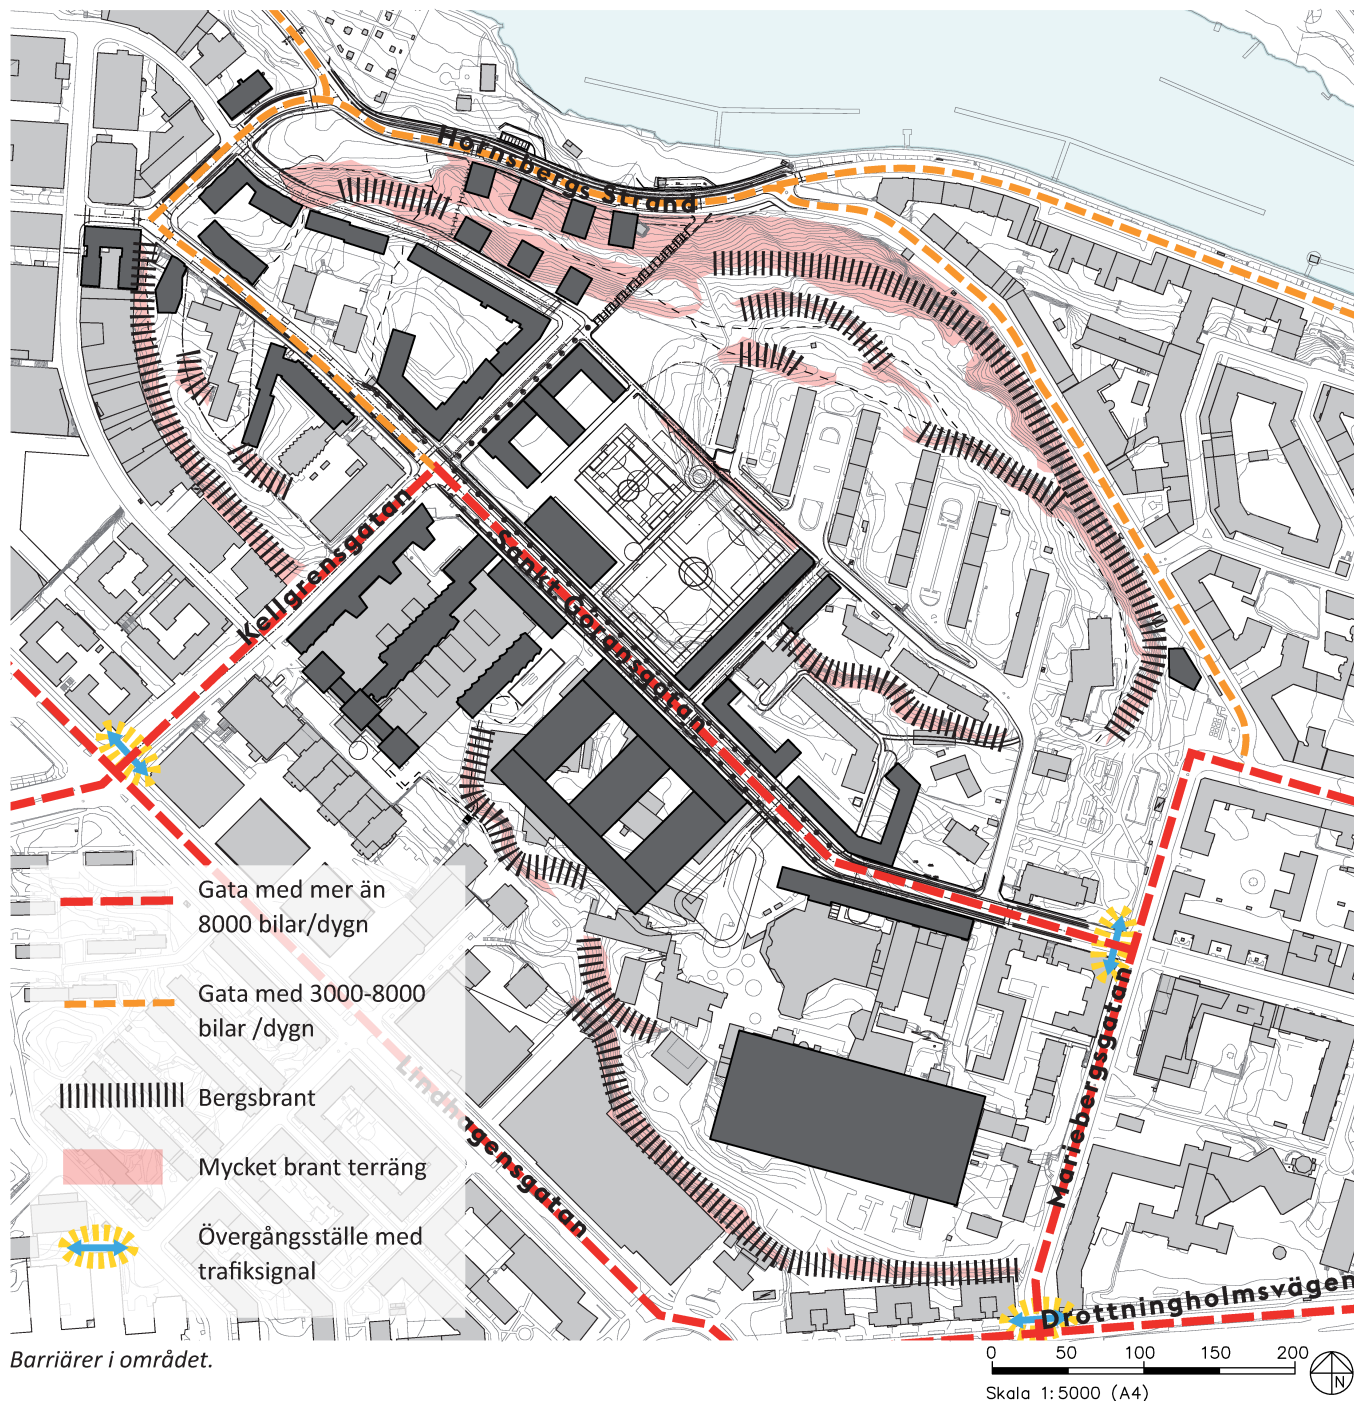 Hornsbergs Strand
Kellgrensgatan
Sankt Göransgatan
Gata med mer än
8000 bilar/dygn
Gata med 3000-8000
bilar /dygn
Bergsbrant
Mycket brant terräng
Övergångsställe med
trafiksignal
Lindhagensgatan
Mariebergsgatan
Drottningholmsvägen
Barriärer i området.
0 50 100 150 200
Skala 1:5000 (A4)
N